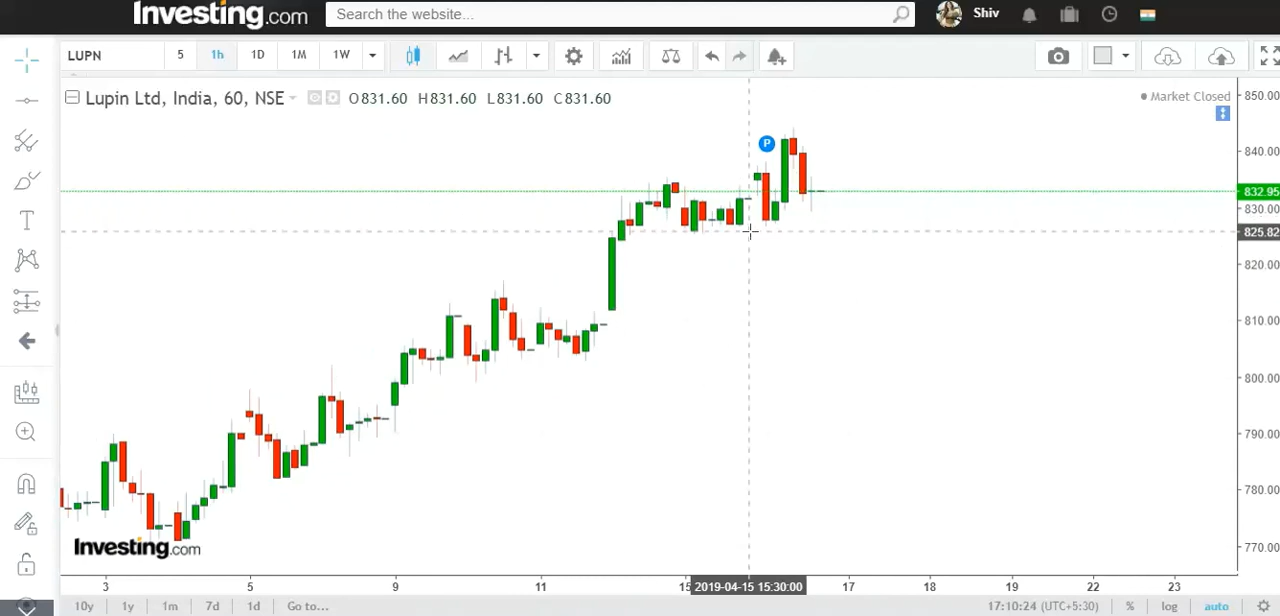 Investing.com
Search the website...
Shiv
LUPN 5 1h 1D 1M 1W
Lupin Ltd, India, 60, NSE O831.60 H831.60 L831.60 C831.60
Market Closed
P
850.00
840.00
832.95
830.00
825.82
820.00
810.00
800.00
790.00
780.00
770.00
Investing.com
3 5 9 11 15 2019-04-15 15:30:00 17 18 19 22 23
10y 1y 1m 7d 1d Go to... 17:10:24 (UTC+5:30) % log auto